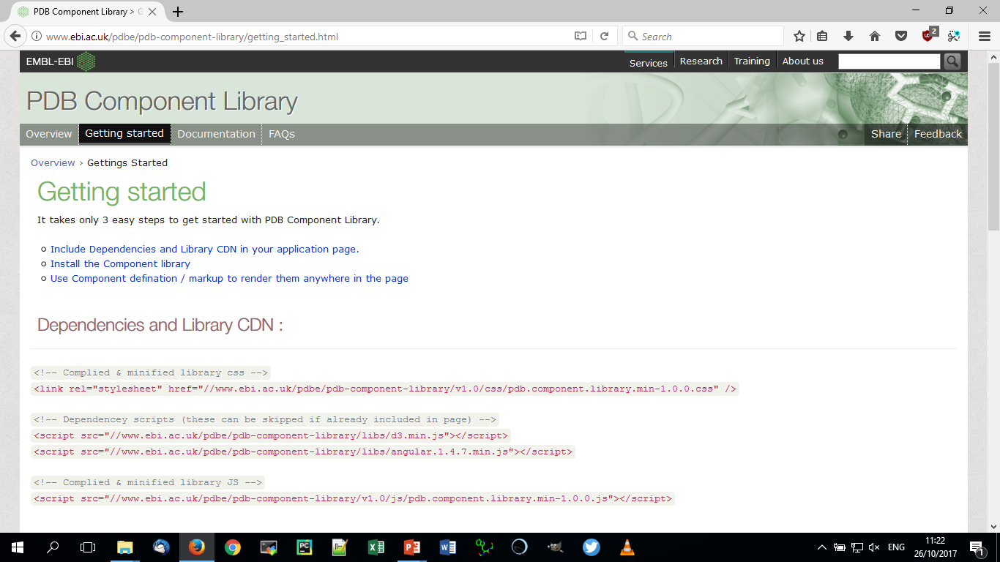 PDB Component Library > G
www.ebi.ac.uk/pdbe/pdb-component-library/getting_started.html
Search
2
EMBL-EBI
Services
Research
Training
About us
PDB Component Library
Overview
Getting started
Documentation
FAQs
Share
Feedback
Overview › Gettings Started
Getting started
It takes only 3 easy steps to get started with PDB Component Library.
Include Dependencies and Library CDN in your application page.
Install the Component library
Use Component defination / markup to render them anywhere in the page
Dependencies and Library CDN :
<!-- Complied & minified library css -->
<link rel="stylesheet" href="//www.ebi.ac.uk/pdbe/pdb-component-library/v1.0/css/pdb.component.library.min-1.0.0.css" />
<!-- Dependencey scripts (these can be skipped if already included in page) -->
<script src="//www.ebi.ac.uk/pdbe/pdb-component-library/libs/d3.min.js"></script>
<script src="//www.ebi.ac.uk/pdbe/pdb-component-library/libs/angular.1.4.7.min.js"></script>
<!-- Complied & minified library JS -->
<script src="//www.ebi.ac.uk/pdbe/pdb-component-library/v1.0/js/pdb.component.library.min-1.0.0.js"></script>
ENG
11:22
26/10/2017
1